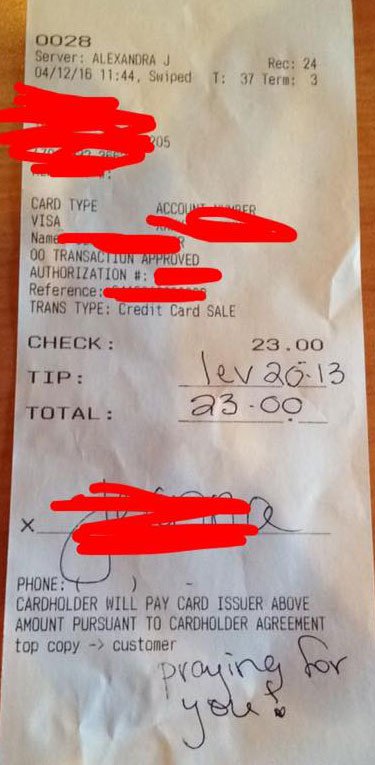 0028
Server: ALEXANDRA J Rec: 24
04/12/16 11:44, Swiped T: 37 Term: 3
205
CARD TYPE ACCOUNT NUMBER
VISA
Name
00 TRANSACTION APPROVED
AUTHORIZATION #:
Reference:
TRANS TYPE: Credit Card SALE
CHECK: 23.00
TIP: lev 20:13
TOTAL: 23.00
X
PHONE: ( ) -
CARDHOLDER WILL PAY CARD ISSUER ABOVE
AMOUNT PURSUANT TO CARDHOLDER AGREEMENT
top copy -> customer
praying for
you!